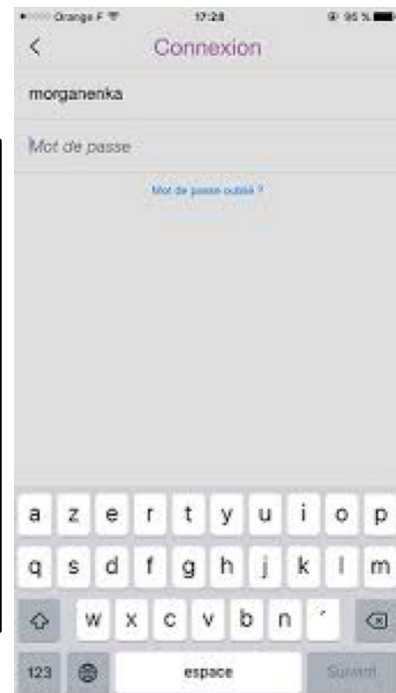 Orange F 17:28 95 %
Connexion
morganenka
Mot de passe
Mot de passe oublié ?
a z e r t y u i o p
q s d f g h j k l m
w x c v b n ´
123 espace Suivant